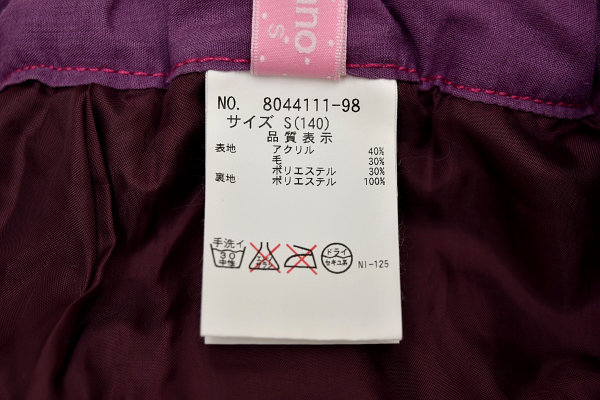 uno
S
NO. 8044111-98
サイズ S(140)
品質表示
表地 アクリル 40%
毛 30%
ポリエステル 30%
裏地 ポリエステル 100%
手洗イ
30
中性
ドライ
セキユ系
NI-125